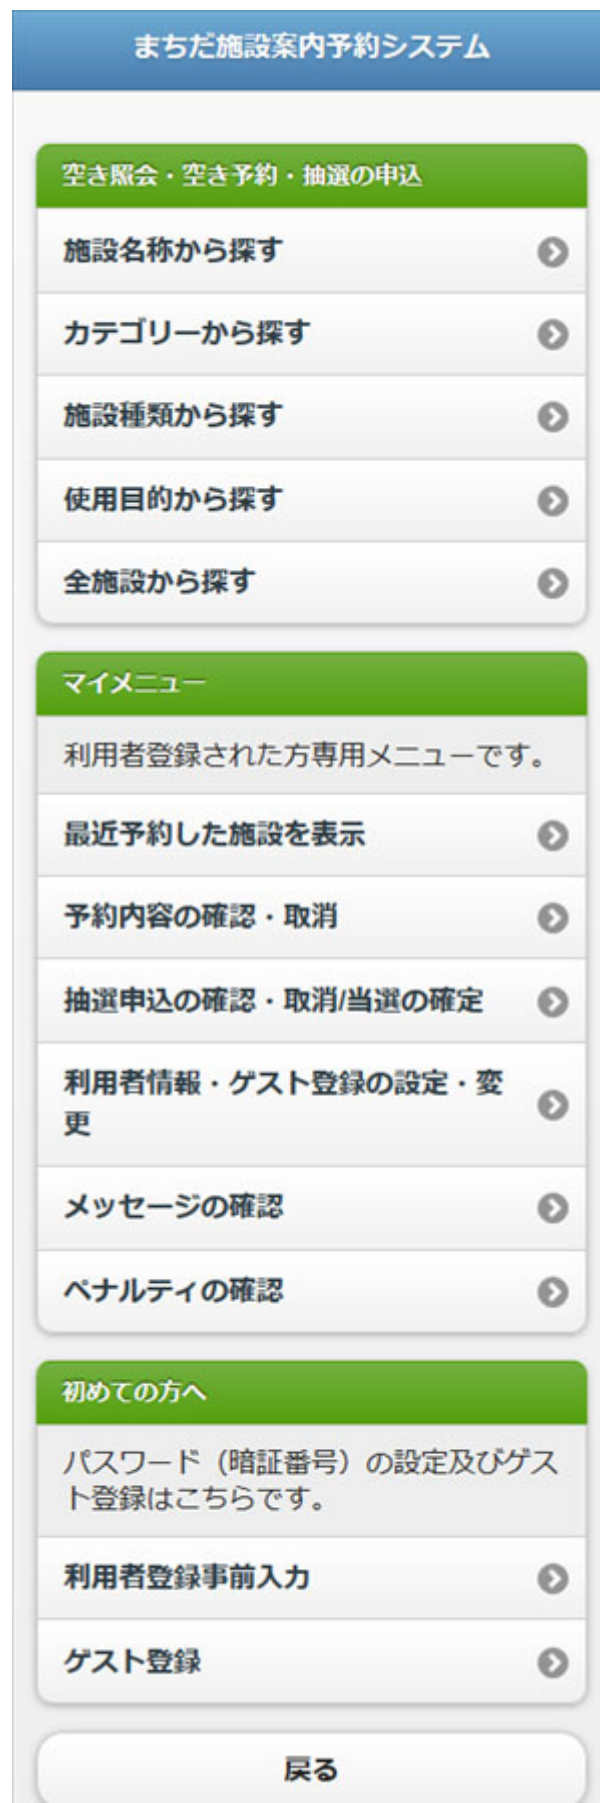 まちだ施設案内予約システム
空き照会・空き予約・抽選の申込
施設名称から探す
カテゴリーから探す
施設種類から探す
使用目的から探す
全施設から探す
マイメニュー
利用者登録された方専用メニューです。
最近予約した施設を表示
予約内容の確認・取消
抽選申込の確認・取消/当選の確定
利用者情報・ゲスト登録の設定・変
更
メッセージの確認
ペナルティの確認
初めての方へ
パスワード（暗証番号）の設定及びゲス
ト登録はこちらです。
利用者登録事前入力
ゲスト登録
戻る